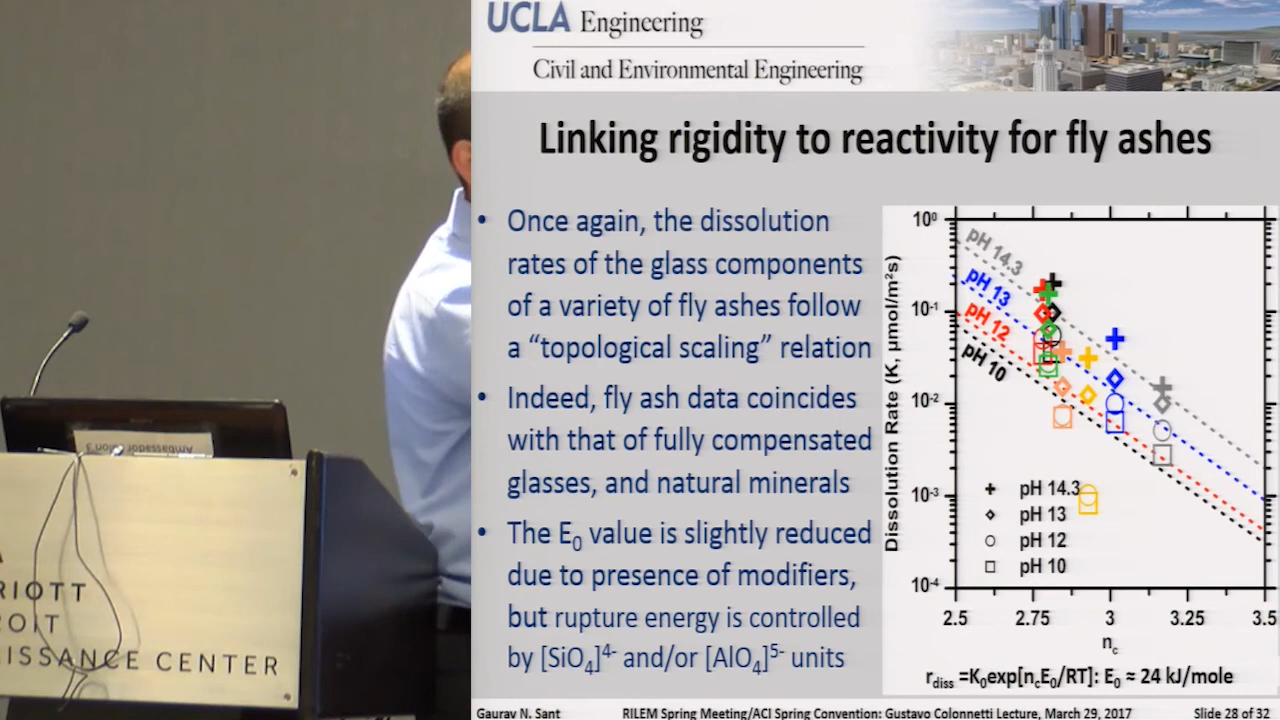 UCLA Engineering
Civil and Environmental Engineering
Linking rigidity to reactivity for fly ashes
• Once again, the dissolution
rates of the glass components
of a variety of fly ashes follow
a “topological scaling” relation
• Indeed, fly ash data coincides
with that of fully compensated
glasses, and natural minerals
• The E0 value is slightly reduced
due to presence of modifiers,
but rupture energy is controlled
by [SiO4]4- and/or [AlO4]5- units
Dissolution Rate (K, μmol/m²s)
10⁰
10⁻¹
10⁻²
10⁻³
10⁻⁴
pH 14.3
pH 13
pH 12
pH 10
pH 14.3
pH 13
pH 12
pH 10
2.5 2.75 3 3.25 3.5
nc
rdiss =K0exp[ncE0/RT]: E0 ≈ 24 kJ/mole
Gaurav N. Sant RILEM Spring Meeting/ACI Spring Convention: Gustavo Colonnetti Lecture, March 29, 2017 Slide 28 of 32
Ambassador
RIOTT
OIT
ISSANCE CENTER